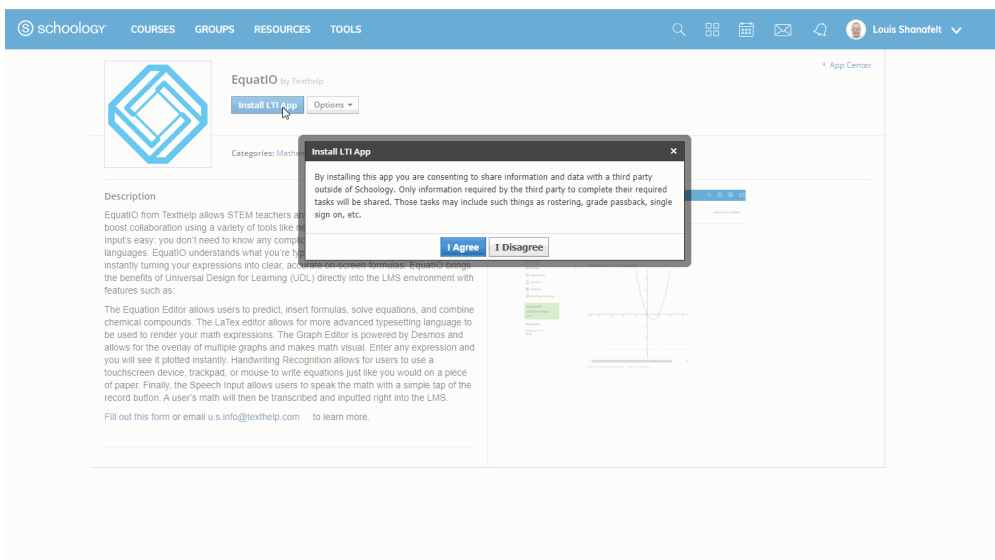 schoology COURSES GROUPS RESOURCES TOOLS Louis Shanafelt
App Center
EquatIO by Texthelp
Install LTI App Options
Categories: Mathe
Install LTI App ×
By installing this app you are consenting to share information and data with a third party
outside of Schoology. Only information required by the third party to complete their required
tasks will be shared. Those tasks may include such things as rostering, grade passback, single
sign on, etc.
I Agree I Disagree
Description
EquatIO from Texthelp allows STEM teachers an
boost collaboration using a variety of tools like
Input's easy: you don't need to know any complic
languages. EquatIO understands what you're typ
instantly turning your expressions into clear, accurate on-screen formulas. EquatIO brings
the benefits of Universal Design for Learning (UDL) directly into the LMS environment with
features such as:
The Equation Editor allows users to predict, insert formulas, solve equations, and combine
chemical compounds. The LaTex editor allows for more advanced typesetting language to
be used to render your math expressions. The Graph Editor is powered by Desmos and
allows for the overlay of multiple graphs and makes math visual. Enter any expression and
you will see it plotted instantly. Handwriting Recognition allows for users to use a
touchscreen device, trackpad, or mouse to write equations just like you would on a piece
of paper. Finally, the Speech Input allows users to speak the math with a simple tap of the
record button. A user's math will then be transcribed and inputted right into the LMS.
Fill out this form or email u.s.info@texthelp.com to learn more.